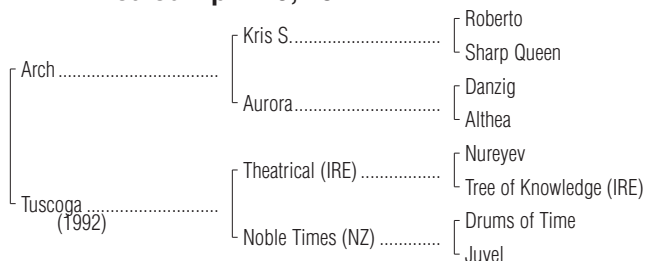 Roberto
Kris S.
Sharp Queen
Arch
Danzig
Aurora
Althea
Nureyev
Theatrical (IRE)
Tree of Knowledge (IRE)
Tuscoga
(1992)
Drums of Time
Noble Times (NZ)
Juvel